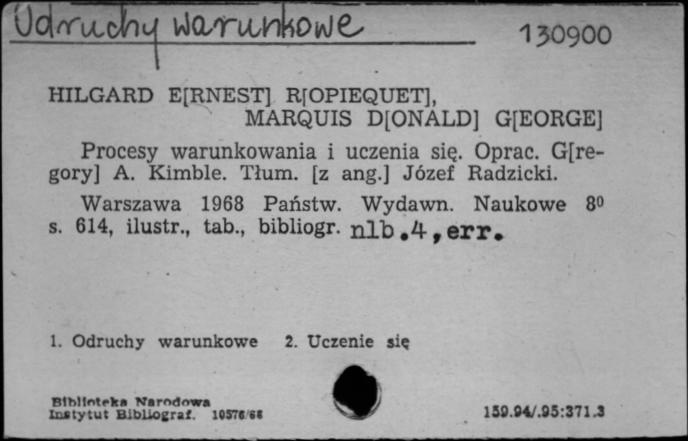 Odruchy warunkowe
130900
HILGARD E[RNEST] R[OPIEQUET],
MARQUIS D[ONALD] G[EORGE]
Procesy warunkowania i uczenia się. Oprac. G[re-
gory] A. Kimble. Tłum. [z ang.] Józef Radzicki.
Warszawa 1968 Państw. Wydawn. Naukowe 8⁰
s. 614, ilustr., tab., bibliogr. nlb.4, err.
1. Odruchy warunkowe 2. Uczenie się
Biblioteka Narodowa
Instytut Bibliograf. 10576/68
159.94/.95:371.3